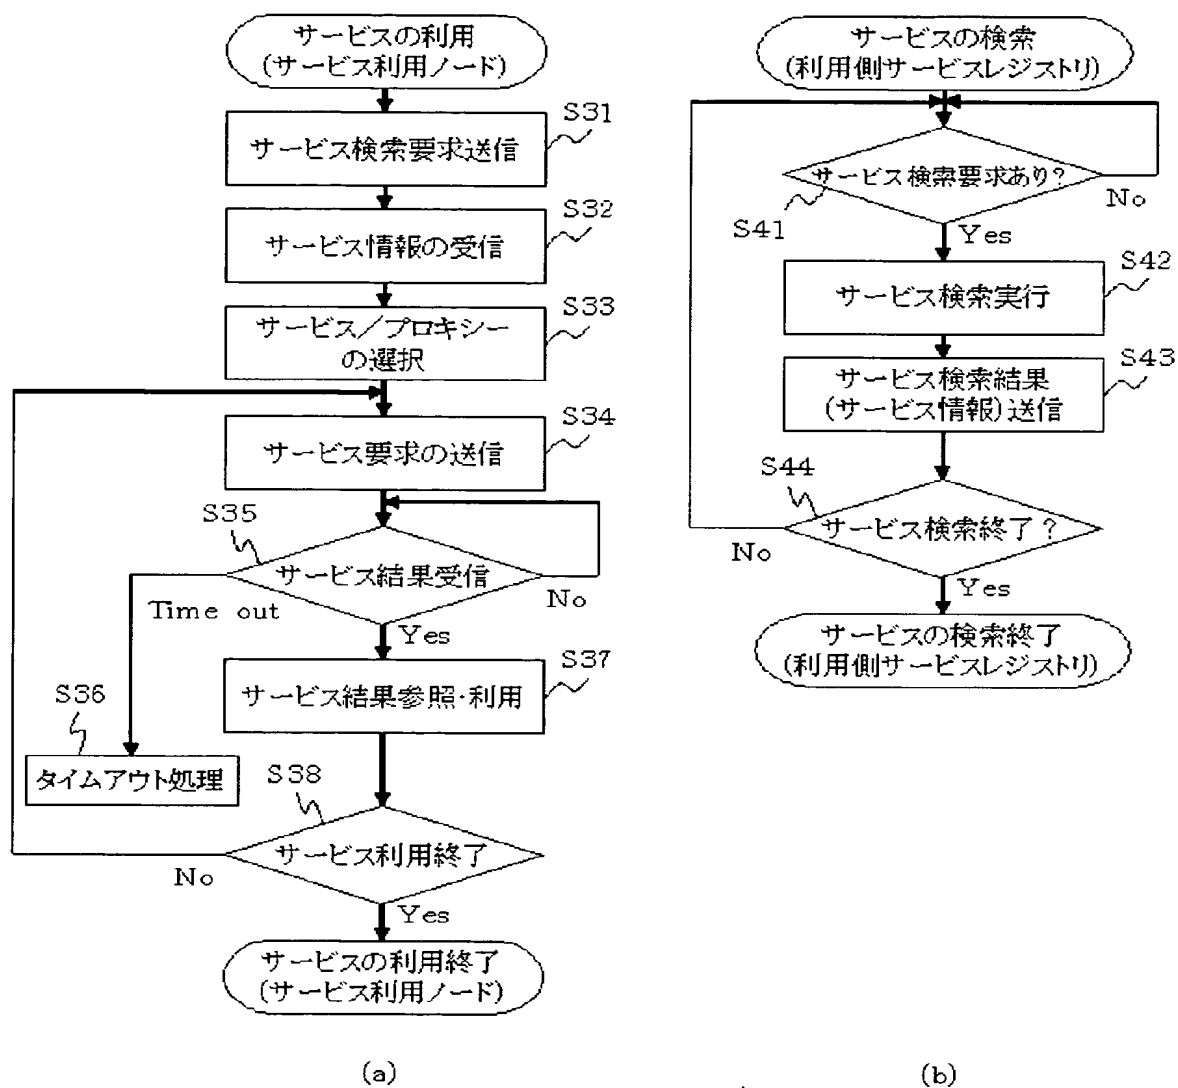 サービスの利用
(サービス利用ノード)
S31
サービス検索要求送信
S32
サービス情報の受信
S33
サービス／プロキシー
の選択
S34
サービス要求の送信
S35
サービス結果受信
No
Time out
Yes
S37
サービス結果参照・利用
S36
タイムアウト処理
S38
サービス利用終了
No
Yes
サービスの利用終了
(サービス利用ノード)
(a)
サービスの検索
(利用側サービスレジストリ)
サービス検索要求あり？
S41
No
Yes
S42
サービス検索実行
S43
サービス検索結果
(サービス情報)送信
S44
サービス検索終了？
No
Yes
サービスの検索終了
(利用側サービスレジストリ)
(b)